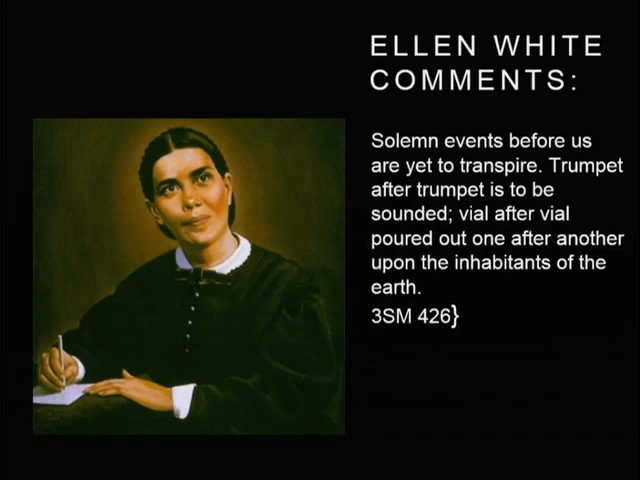 ELLEN WHITE
COMMENTS:
Solemn events before us
are yet to transpire. Trumpet
after trumpet is to be
sounded; vial after vial
poured out one after another
upon the inhabitants of the
earth.
3SM 426}